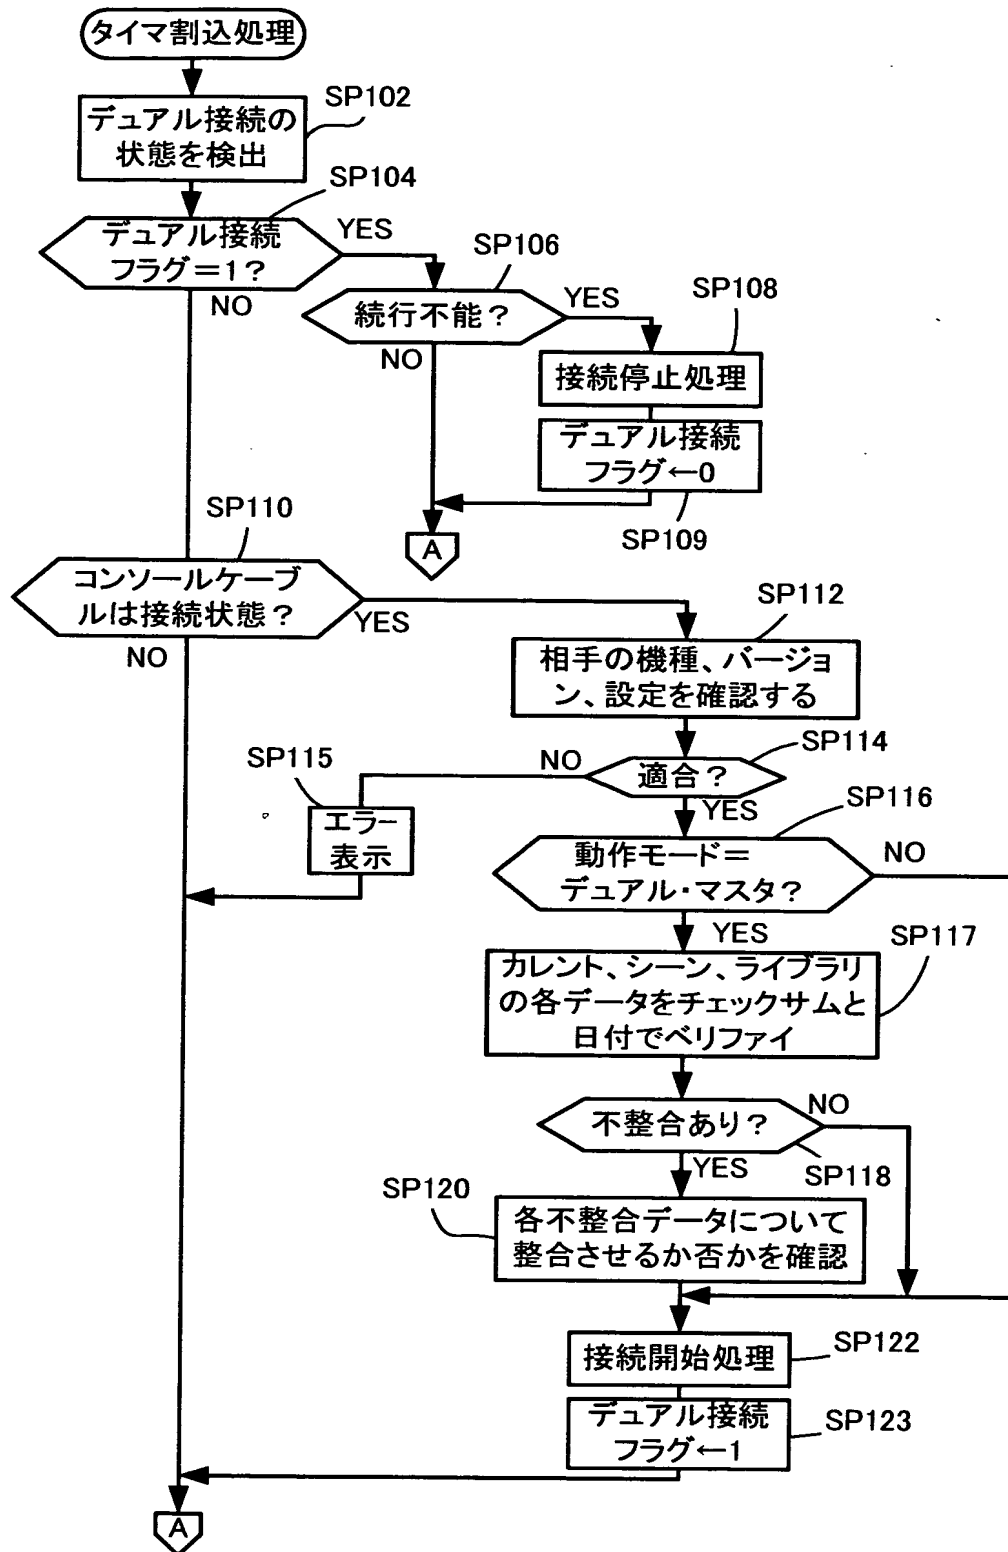 タイマ割込処理
SP102
デュアル接続の
状態を検出
SP104
デュアル接続
フラグ＝1？
YES
NO
SP106
続行不能？
YES
NO
SP108
接続停止処理
デュアル接続
フラグ←0
SP109
A
SP110
コンソールケーブ
ルは接続状態？
YES
NO
SP112
相手の機種、バージョ
ン、設定を確認する
SP114
適合？
NO
YES
SP115
エラー
表示
SP116
動作モード＝
デュアル・マスタ？
NO
YES
SP117
カレント、シーン、ライブラリ
の各データをチェックサムと
日付でベリファイ
不整合あり？
NO
YES
SP118
SP120
各不整合データについて
整合させるか否かを確認
接続開始処理
SP122
デュアル接続
フラグ←1
SP123
A